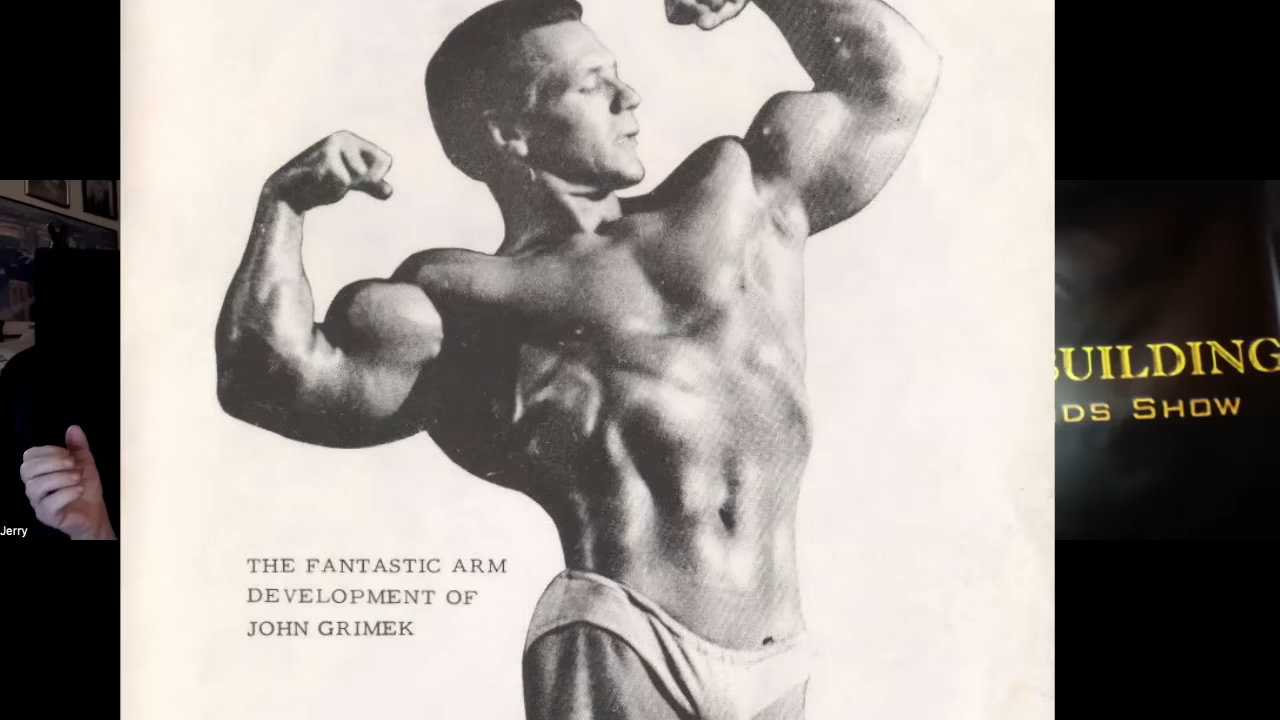 THE FANTASTIC ARM
DEVELOPMENT OF
JOHN GRIMEK
Jerry
BUILDING
DS SHOW